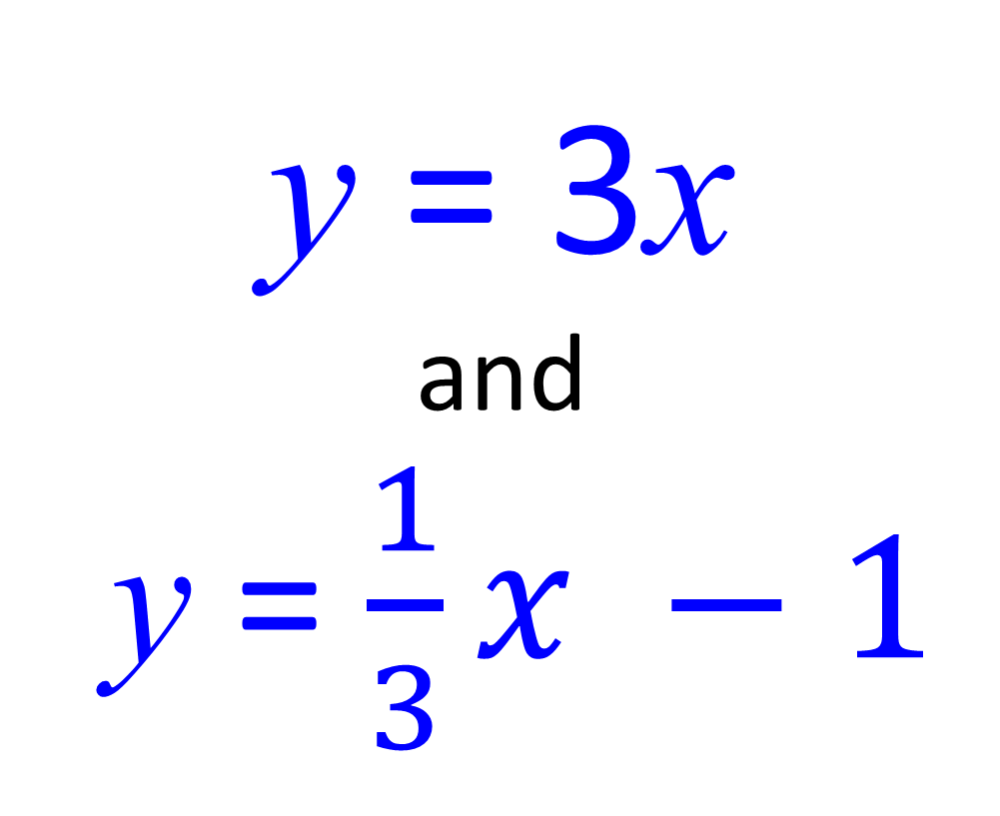 y = 3x
and
y = 1/3 x − 1